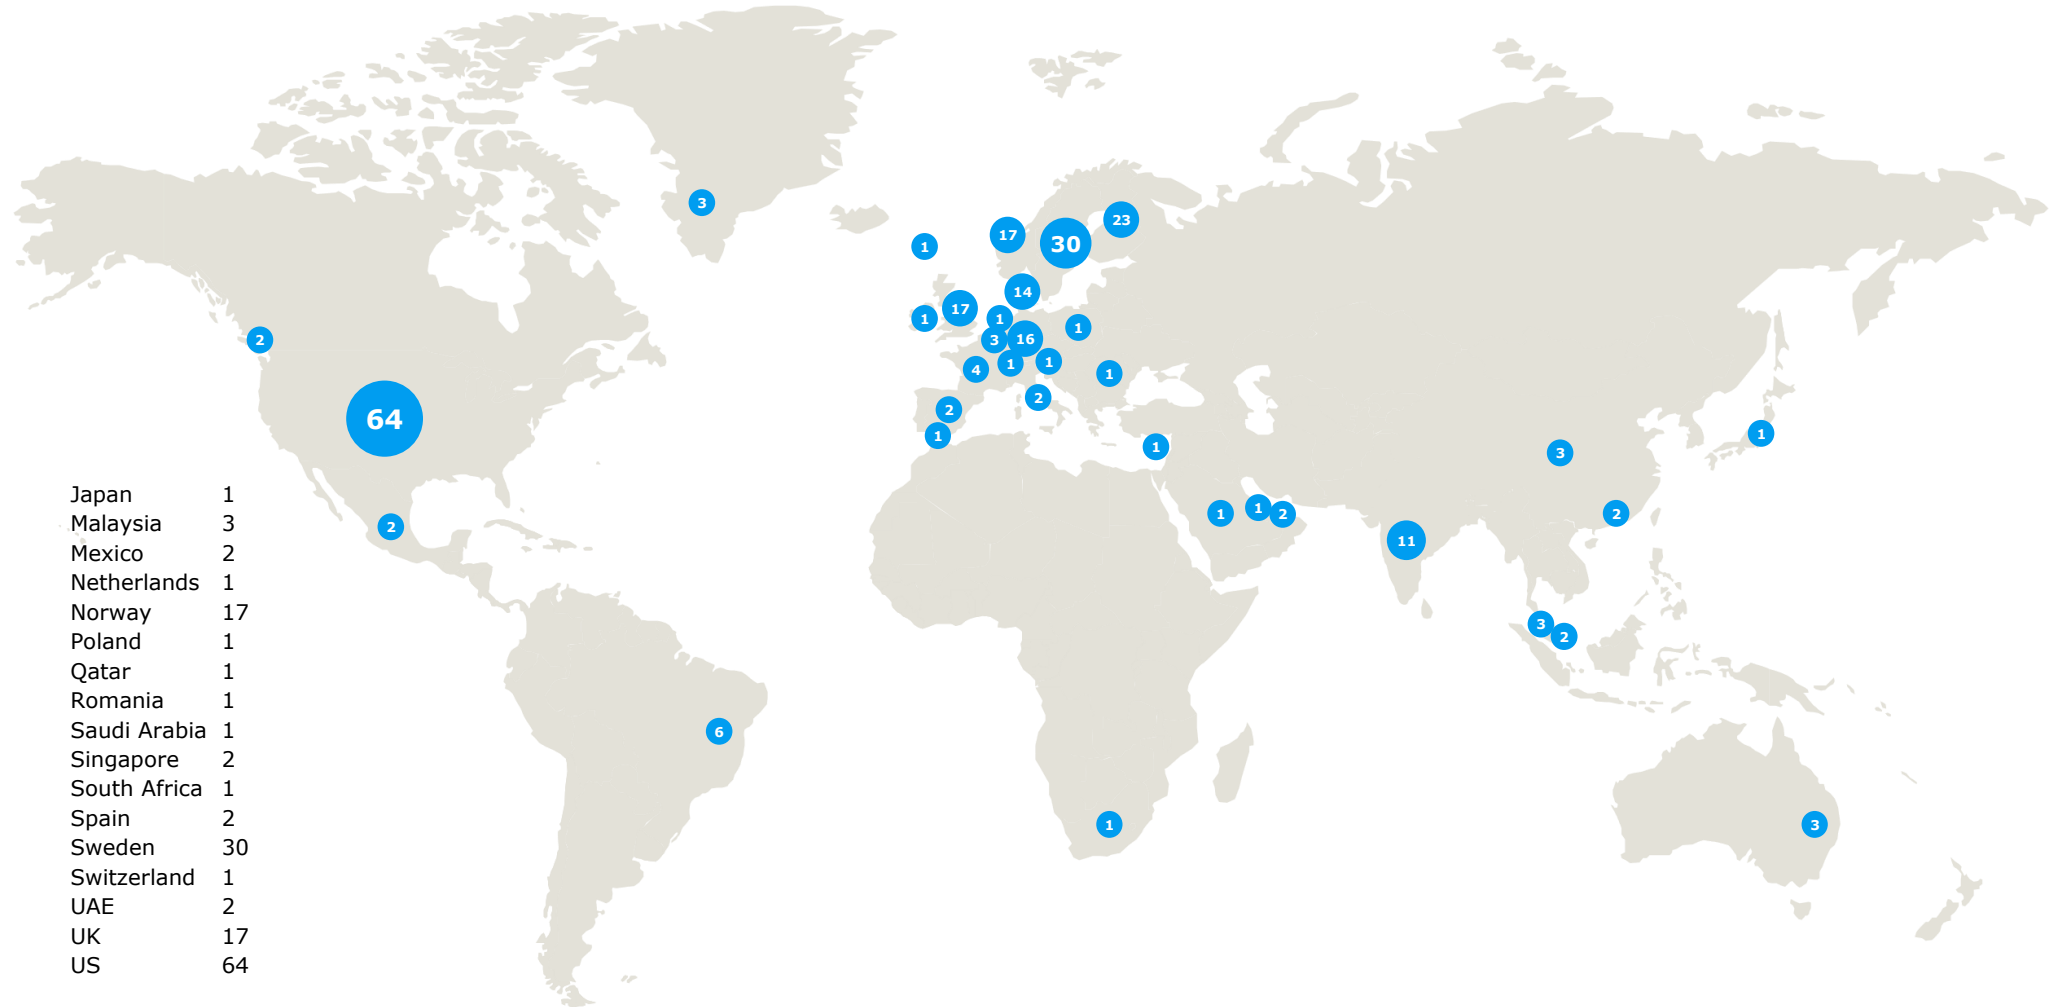 3
23
17
30
1
14
17
1
1
1
16
2
3
1
1
4
1
2
2
64
1
1
1
3
Japan 1
1
2
1
2
Malaysia 3
2
11
Mexico 2
Netherlands 1
Norway 17
3
2
Poland 1
Qatar 1
Romania 1
Saudi Arabia 1
6
Singapore 2
South Africa 1
Spain 2
1
3
Sweden 30
Switzerland 1
UAE 2
UK 17
US 64